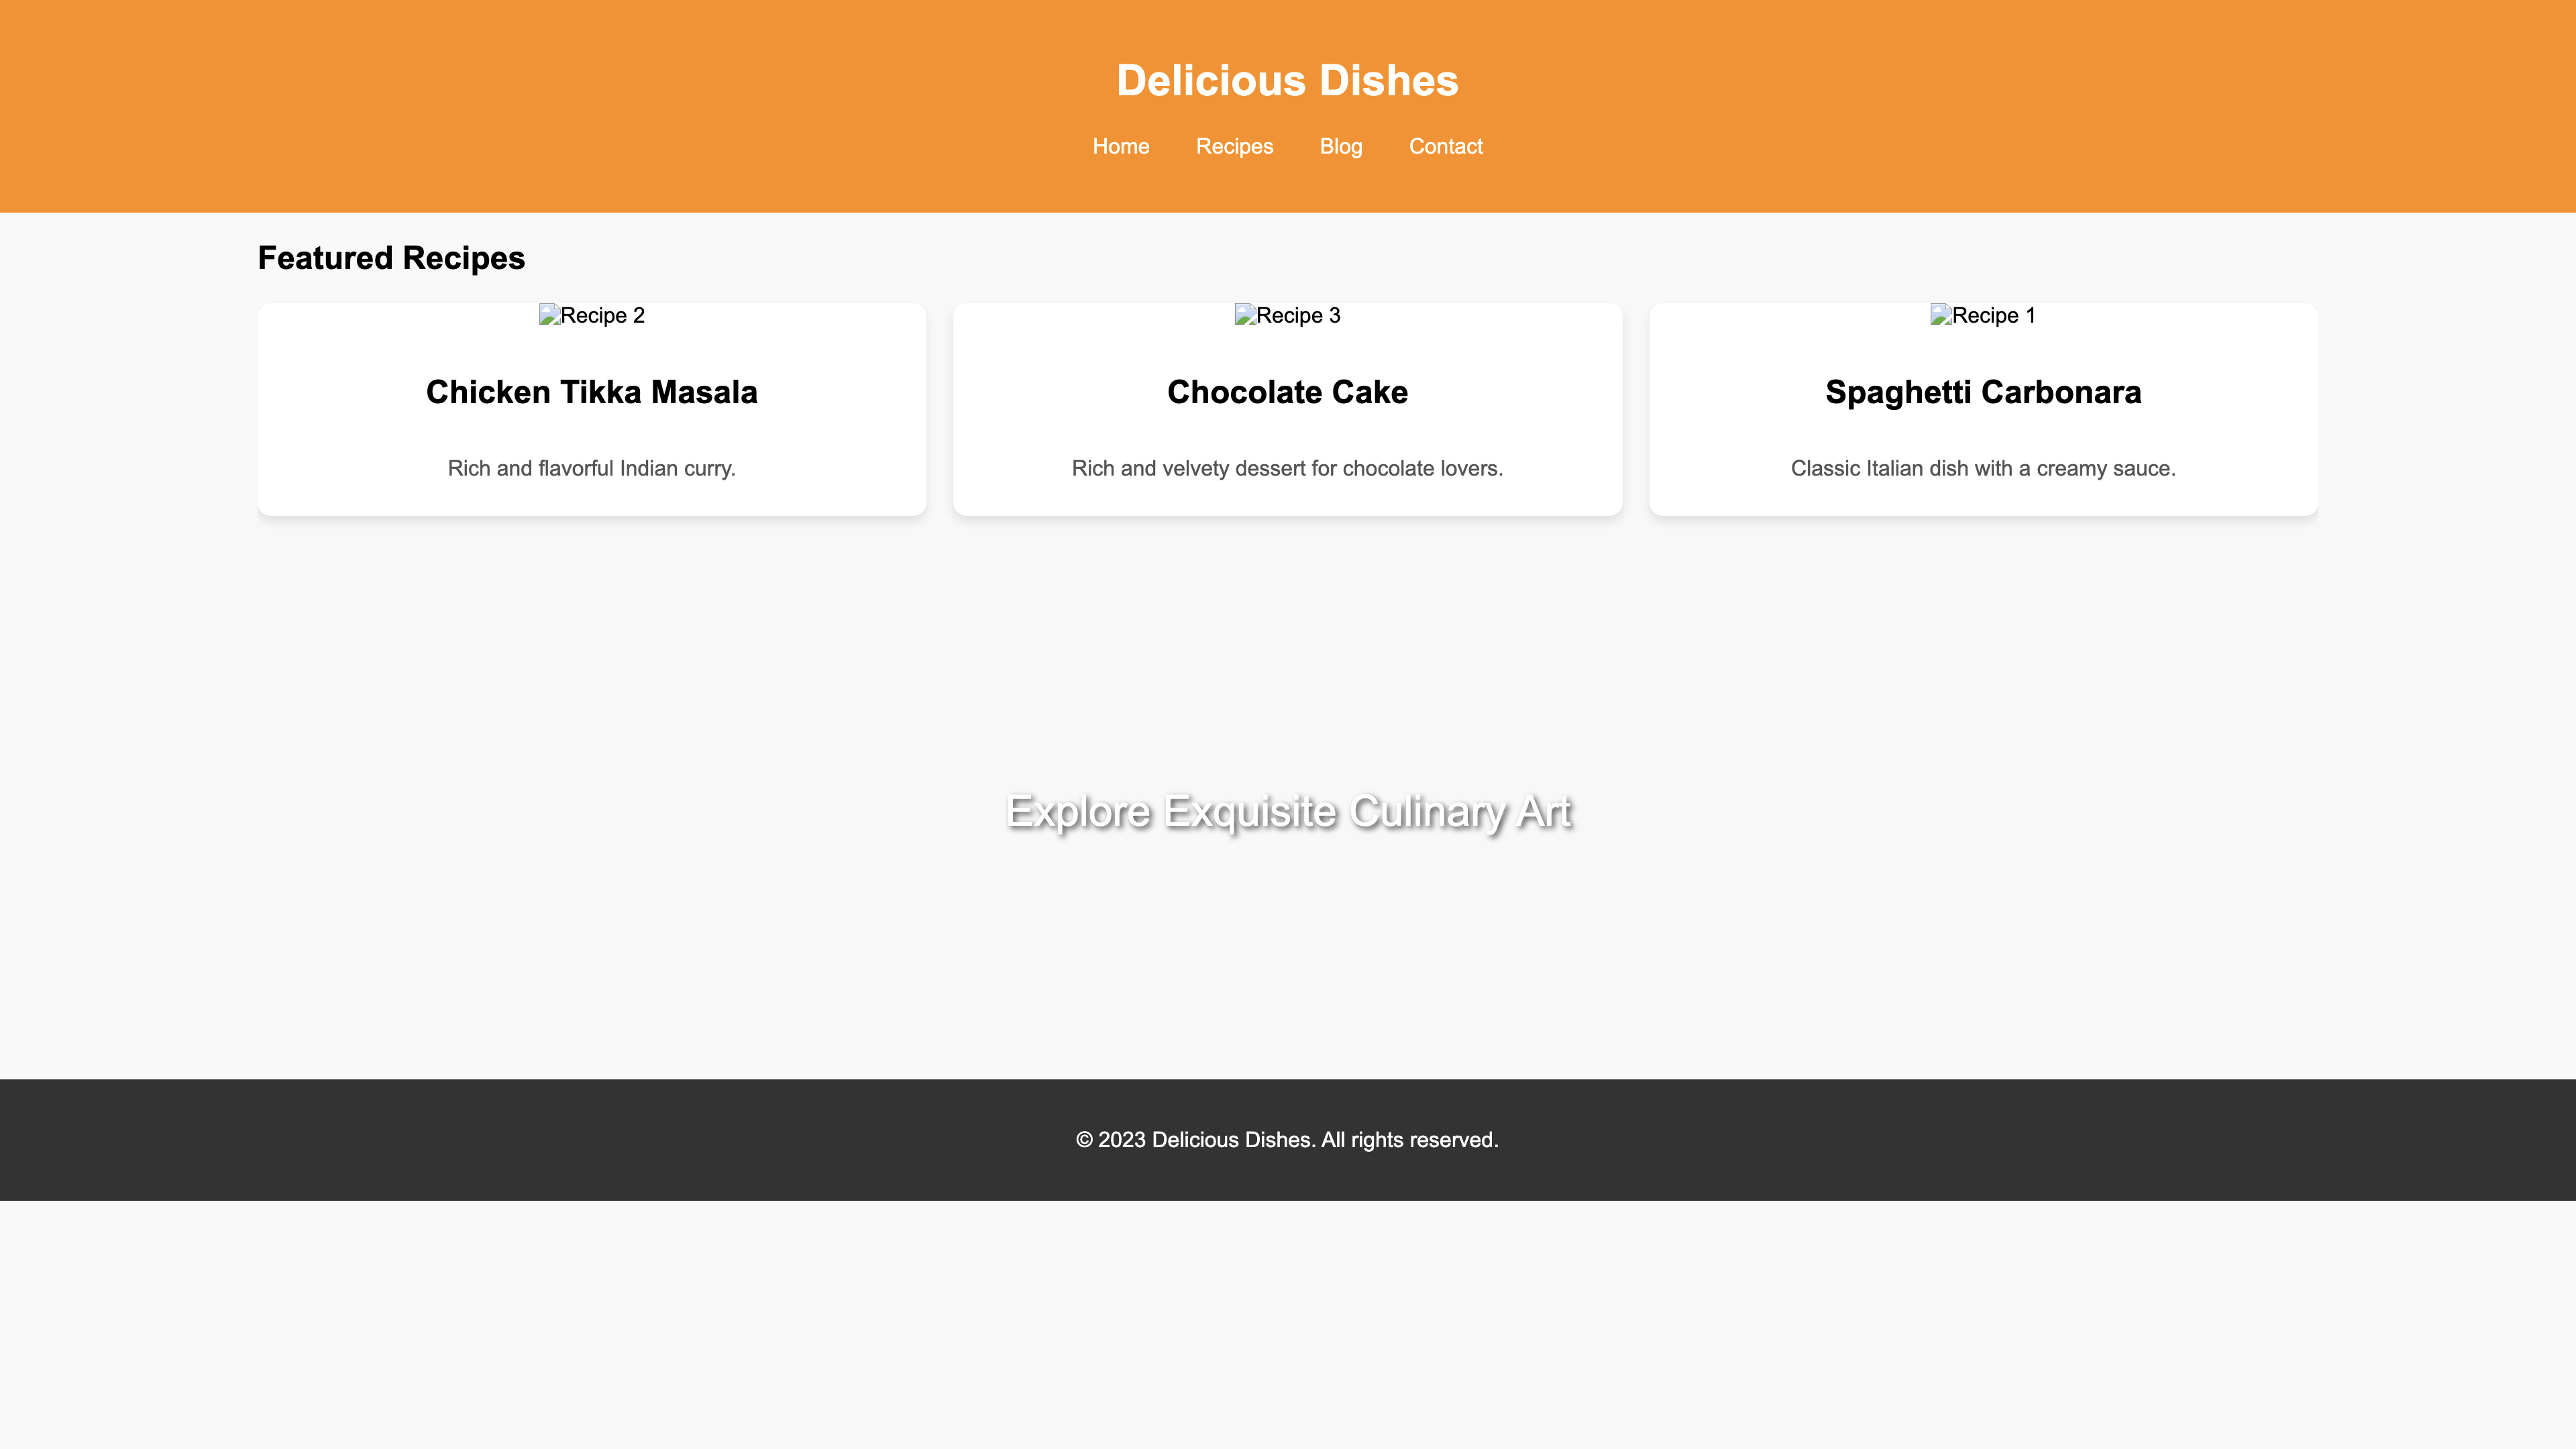 Delicious Dishes
Home Recipes Blog Contact
Featured Recipes
Recipe 2
Chicken Tikka Masala
Rich and flavorful Indian curry.
Recipe 3
Chocolate Cake
Rich and velvety dessert for chocolate lovers.
Recipe 1
Spaghetti Carbonara
Classic Italian dish with a creamy sauce.
Explore Exquisite Culinary Art
© 2023 Delicious Dishes. All rights reserved.